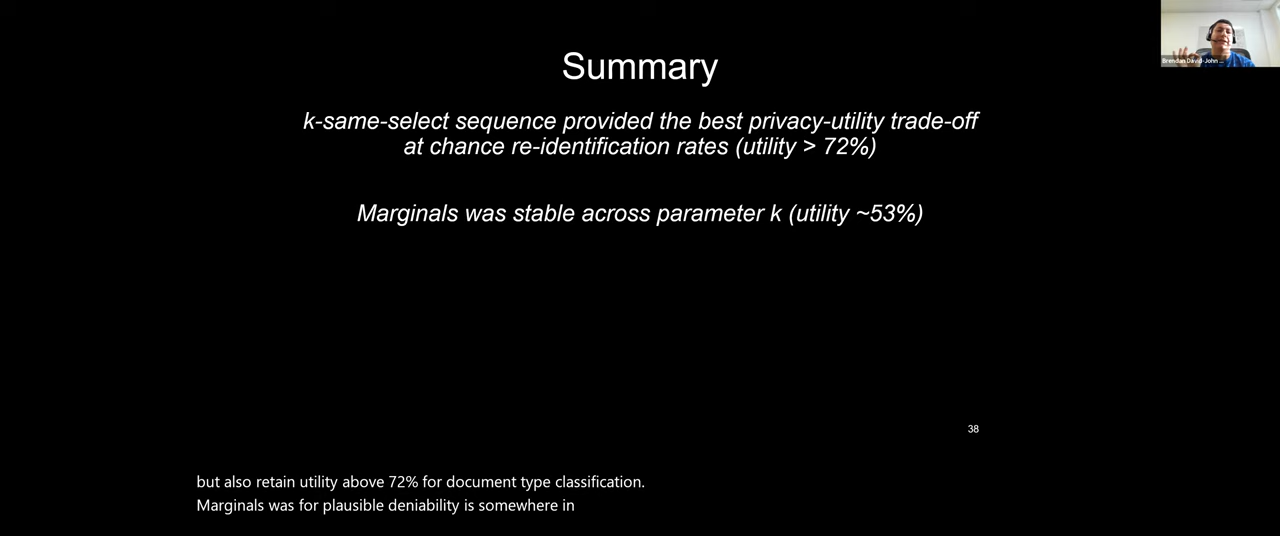 Summary
Brendan David-John ...
k-same-select sequence provided the best privacy-utility trade-off
at chance re-identification rates (utility > 72%)
Marginals was stable across parameter k (utility ~53%)
38
but also retain utility above 72% for document type classification.
Marginals was for plausible deniability is somewhere in